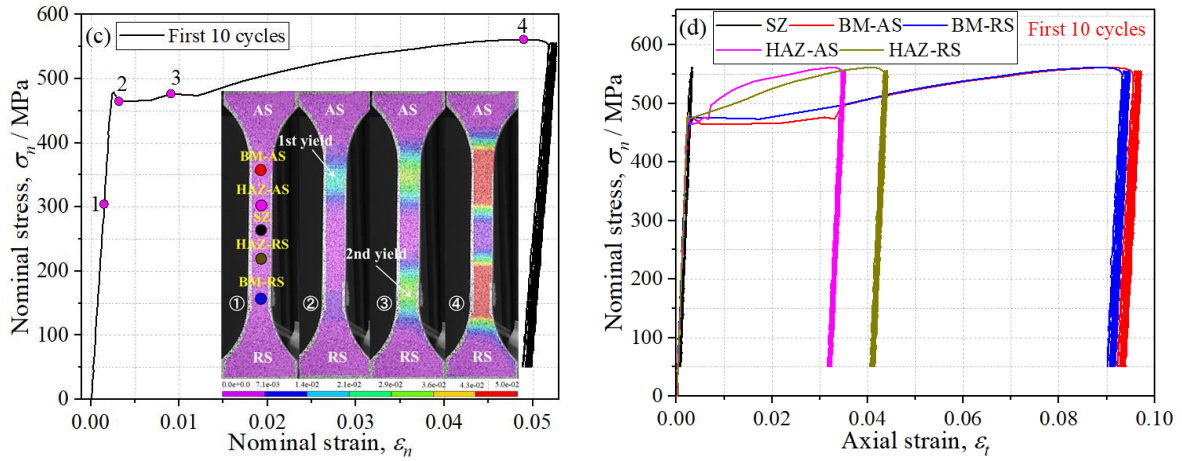 (c)
First 10 cycles
Nominal stress, σn / MPa
600
500
400
300
200
100
0
1
2
3
4
AS
AS
AS
AS
1st yield
BM-AS
HAZ-AS
SZ
HAZ-RS
BM-RS
2nd yield
①
②
③
④
RS
RS
RS
RS
0.0e+0.0
7.1e-03
1.4e-02
2.1e-02
2.9e-02
3.6e-02
4.3e-02
5.0e-02
0.00
0.01
0.02
0.03
0.04
0.05
Nominal strain, εn
(d)
SZ
BM-AS
BM-RS
HAZ-AS
HAZ-RS
First 10 cycles
Nominal stress, σn / MPa
600
500
400
300
200
100
0
0.00
0.02
0.04
0.06
0.08
0.10
Axial strain, εt